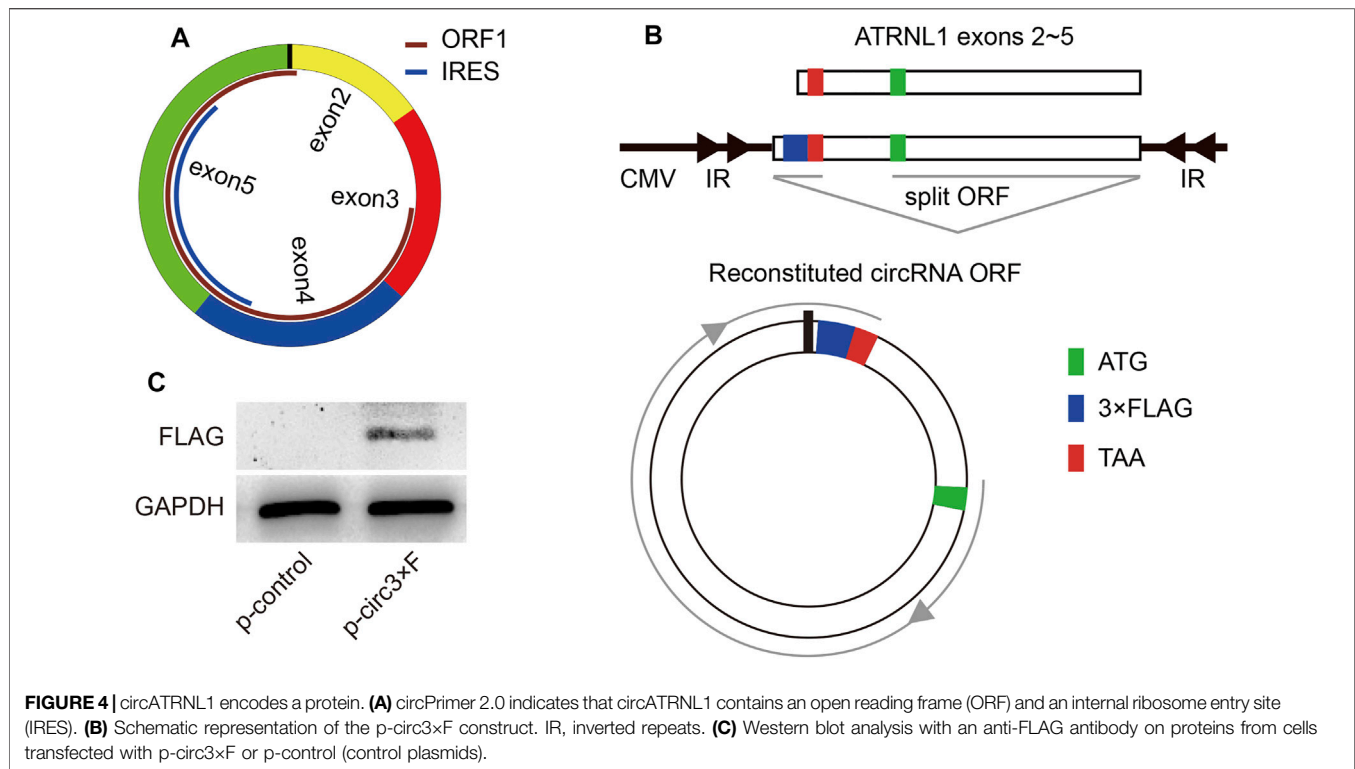 A
ORF1
IRES
exon2
exon3
exon4
exon5
B
ATRNL1 exons 2~5
CMV
IR
split ORF
IR
Reconstituted circRNA ORF
ATG
3×FLAG
TAA
C
FLAG
GAPDH
p-control
p-circ3×F
FIGURE 4 | circATRNL1 encodes a protein. (A) circPrimer 2.0 indicates that circATRNL1 contains an open reading frame (ORF) and an internal ribosome entry site
(IRES). (B) Schematic representation of the p-circ3×F construct. IR, inverted repeats. (C) Western blot analysis with an anti-FLAG antibody on proteins from cells
transfected with p-circ3×F or p-control (control plasmids).